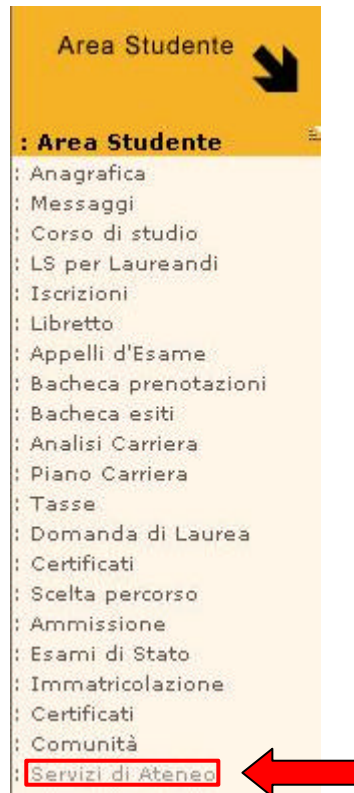 Area Studente
: Area Studente
: Anagrafica
: Messaggi
: Corso di studio
: LS per Laureandi
: Iscrizioni
: Libretto
: Appelli d'Esame
: Bacheca prenotazioni
: Bacheca esiti
: Analisi Carriera
: Piano Carriera
: Tasse
: Domanda di Laurea
: Certificati
: Scelta percorso
: Ammissione
: Esami di Stato
: Immatricolazione
: Certificati
: Comunità
: Servizi di Ateneo